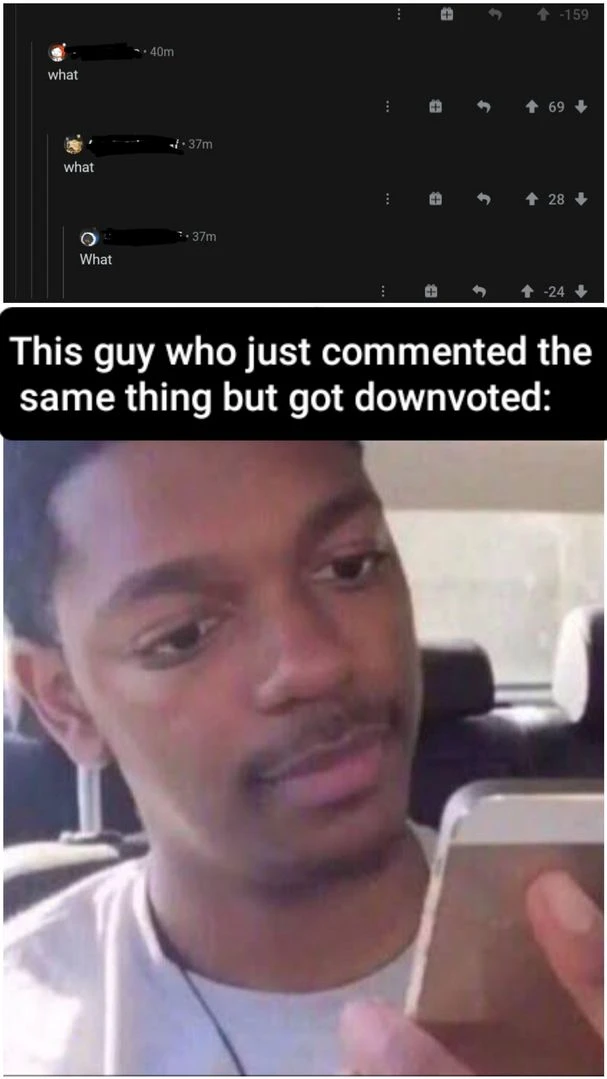 -159
• 40m
what
69
• 37m
what
28
• 37m
What
-24
This guy who just commented the
same thing but got downvoted: